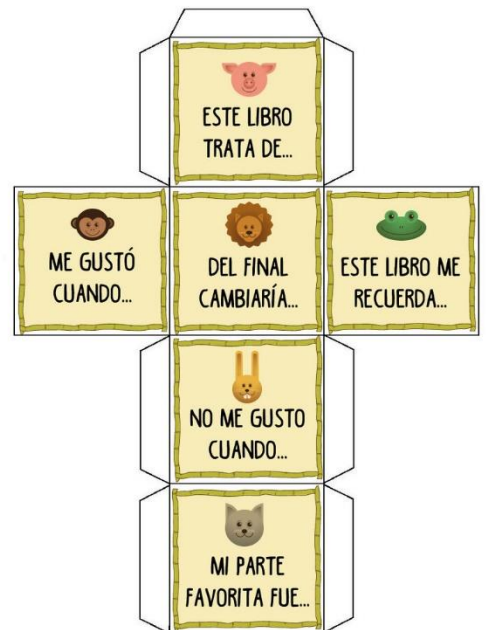 ESTE LIBRO
TRATA DE...
ME GUSTÓ
CUANDO...
DEL FINAL
CAMBIARÍA...
ESTE LIBRO ME
RECUERDA...
NO ME GUSTO
CUANDO...
MI PARTE
FAVORITA FUE...